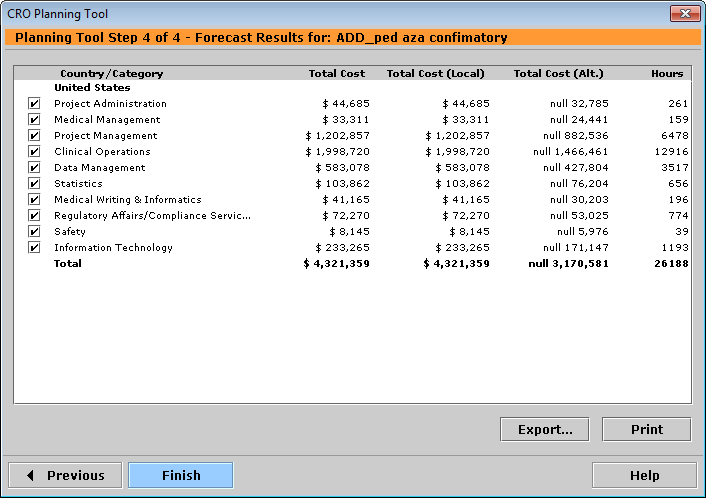 CRO Planning Tool
Planning Tool Step 4 of 4 - Forecast Results for: ADD_ped aza confimatory
Country/Category Total Cost Total Cost (Local) Total Cost (Alt.) Hours
United States
Project Administration $ 44,685 $ 44,685 null 32,785 261
Medical Management $ 33,311 $ 33,311 null 24,441 159
Project Management $ 1,202,857 $ 1,202,857 null 882,536 6478
Clinical Operations $ 1,998,720 $ 1,998,720 null 1,466,461 12916
Data Management $ 583,078 $ 583,078 null 427,804 3517
Statistics $ 103,862 $ 103,862 null 76,204 656
Medical Writing & Informatics $ 41,165 $ 41,165 null 30,203 196
Regulatory Affairs/Compliance Servic... $ 72,270 $ 72,270 null 53,025 774
Safety $ 8,145 $ 8,145 null 5,976 39
Information Technology $ 233,265 $ 233,265 null 171,147 1193
Total $ 4,321,359 $ 4,321,359 null 3,170,581 26188
Export... Print
Previous Finish Help